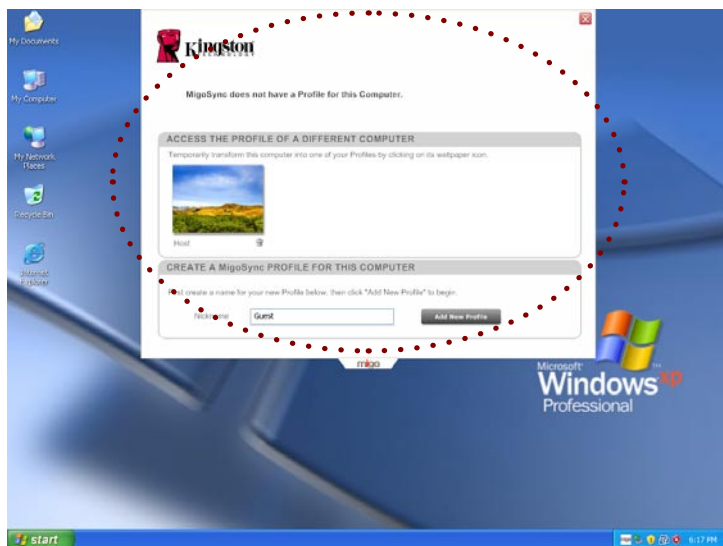 My Documents
My Computer
My Network
Places
Recycle Bin
Internet
Explorer
Kingston
TECHNOLOGY
MigoSync does not have a Profile for this Computer.
ACCESS THE PROFILE OF A DIFFERENT COMPUTER
Temporarily transform this computer into one of your Profiles by clicking on its wallpaper icon.
Host
CREATE A MigoSync PROFILE FOR THIS COMPUTER
First create a name for your new Profile below, then click "Add New Profile" to begin.
Nickname
Guest
Add New Profile
migo
Microsoft
Windows xp
Professional
start
6:17 PM